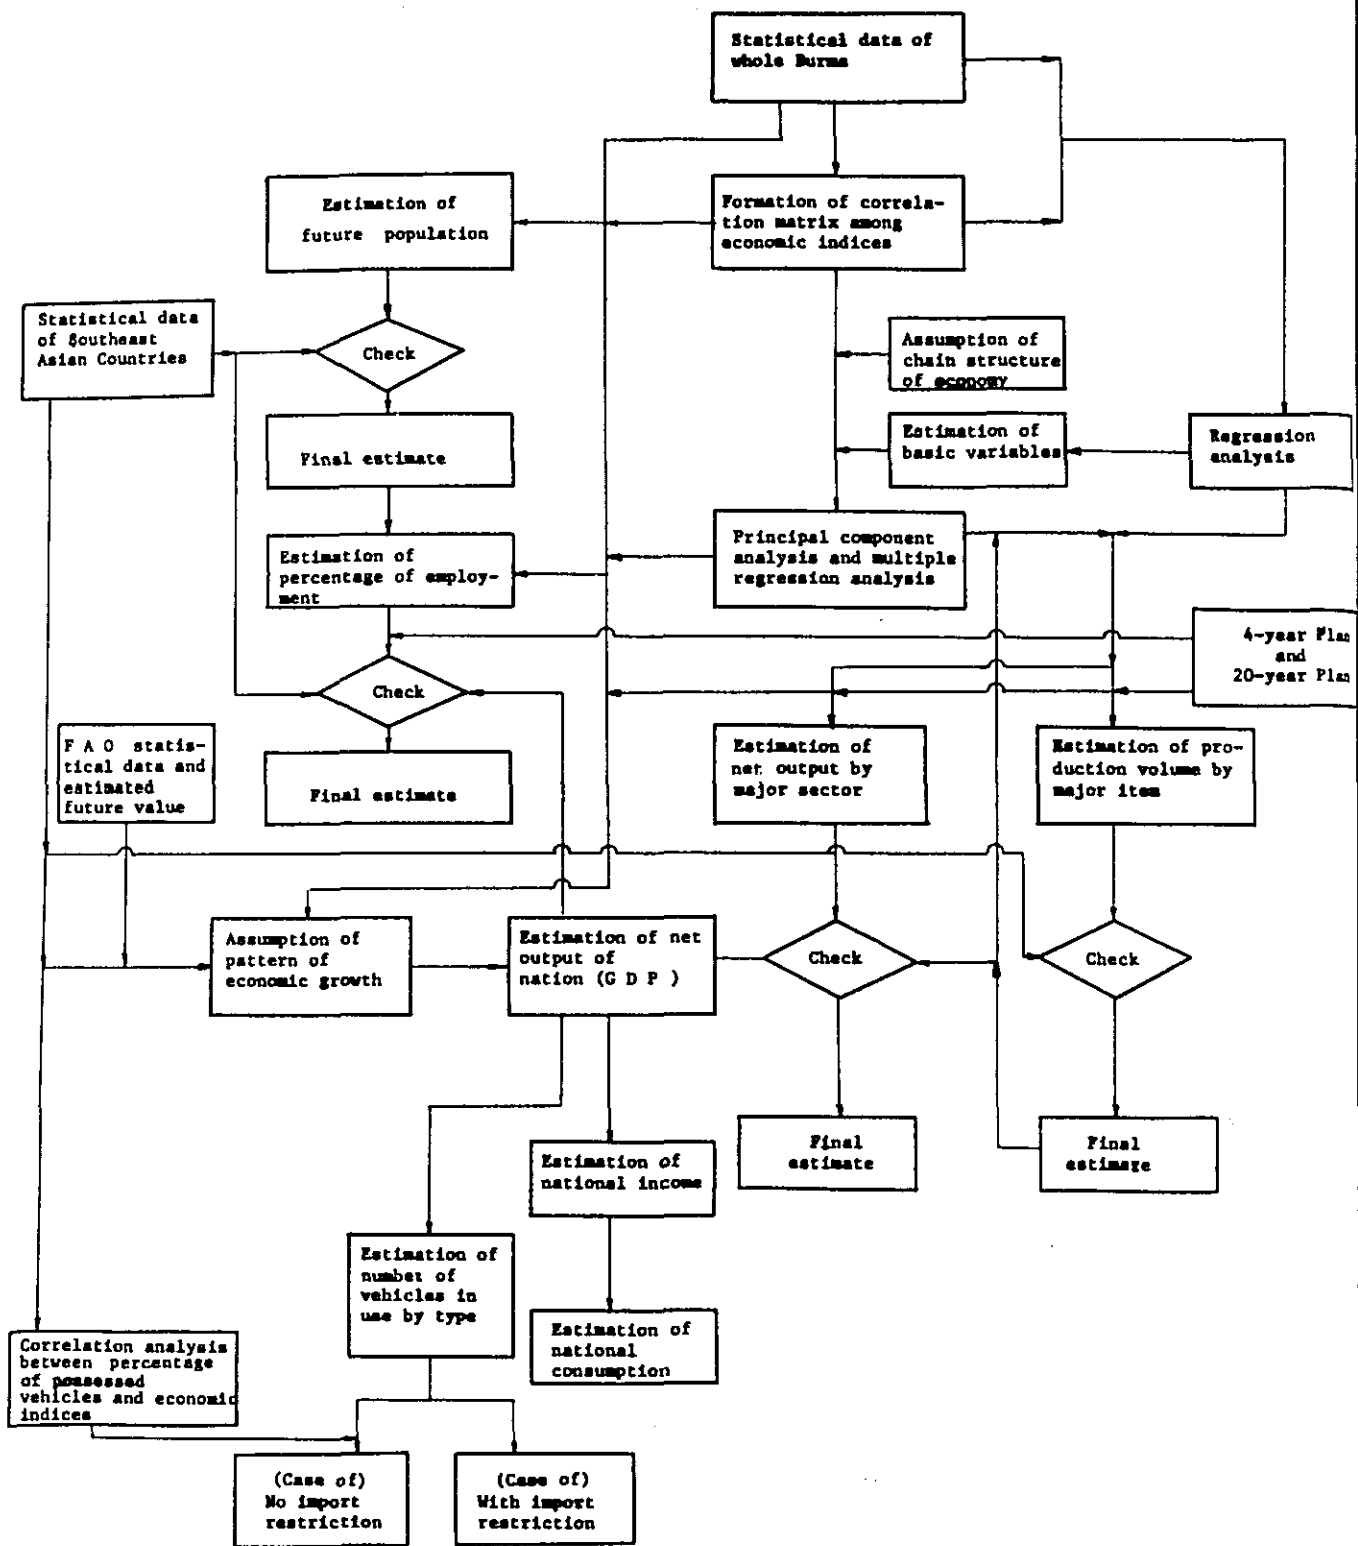 Statistical data of
whole Burma
Estimation of
future population
Formation of correla-
tion matrix among
economic indices
Statistical data
of Southeast
Asian Countries
Check
Assumption of
chain structure
of economy
Final estimate
Estimation of
basic variables
Regression
analysis
Estimation of
percentage of employ-
ment
Principal component
analysis and multiple
regression analysis
4-year Plan
and
20-year Plan
Check
F A O statis-
tical data and
estimated
future value
Final estimate
Estimation of
net output by
major sector
Estimation of pro-
duction volume by
major item
Assumption of
pattern of
economic growth
Estimation of net
output of
nation (G D P )
Check
Check
Final
estimate
Final
estimare
Estimation of
national income
Estimation of
number of
vehicles in
use by type
Estimation of
national
consumption
Correlation analysis
between percentage
of possessed
vehicles and economic
indices
(Case of)
No import
restriction
(Case of)
With import
restriction